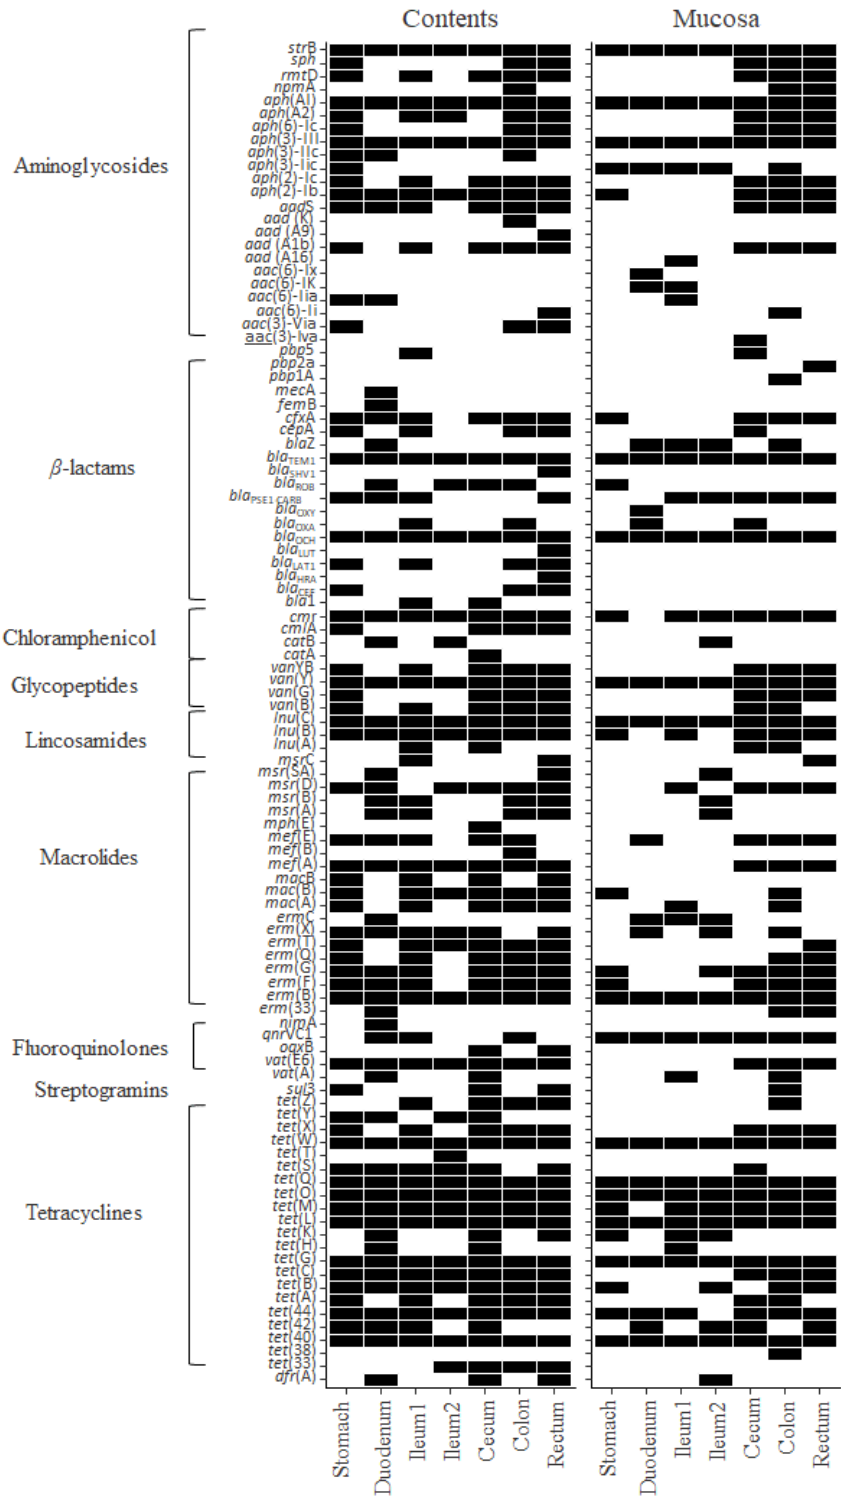 Contents Mucosa
Aminoglycosides
β-lactams
Chloramphenicol
Glycopeptides
Lincosamides
Macrolides
Fluoroquinolones
Streptogramins
Tetracyclines
strB
sph
rmtD
npmA
aph(AI)
aph(A2)
aph(6)-Ic
aph(3)-III
aph(3)-IIc
aph(3)-Iic
aph(2)-Ic
aph(2)-Ib
aadS
aad (K)
aad (A9)
aad (A1b)
aad (A16)
aac(6)-Ix
aac(6)-IK
aac(6)-Iia
aac(6)-Ii
aac(3)-Via
aac(3)-Iva
pbp5
pbp2a
pbp1A
mecA
femB
cfxA
cepA
blaZ
blaTEM1
blaSHV1
blaROB
blaPSE1 CARB
blaOXY
blaOXA
blaOCH
blaLUT
blaLAT1
blaHRA
blaCEF
bla1
cmr
cmlA
catB
catA
vanYB
van(Y)
van(G)
van(B)
lnu(C)
lnu(B)
lnu(A)
msrC
msr(SA)
msr(D)
msr(B)
msr(A)
mph(E)
mef(E)
mef(B)
mef(A)
macB
mac(B)
mac(A)
ermC
erm(X)
erm(T)
erm(Q)
erm(G)
erm(F)
erm(B)
erm(33)
nimA
qnrVC1
oqxB
vat(E6)
vat(A)
sul3
tet(Z)
tet(Y)
tet(X)
tet(W)
tet(T)
tet(S)
tet(Q)
tet(O)
tet(M)
tet(L)
tet(K)
tet(H)
tet(G)
tet(C)
tet(B)
tet(A)
tet(44)
tet(42)
tet(40)
tet(38)
tet(33)
dfr(A)
Stomach
Duodenum
Ileum1
Ileum2
Cecum
Colon
Rectum
Stomach
Duodenum
Ileum1
Ileum2
Cecum
Colon
Rectum